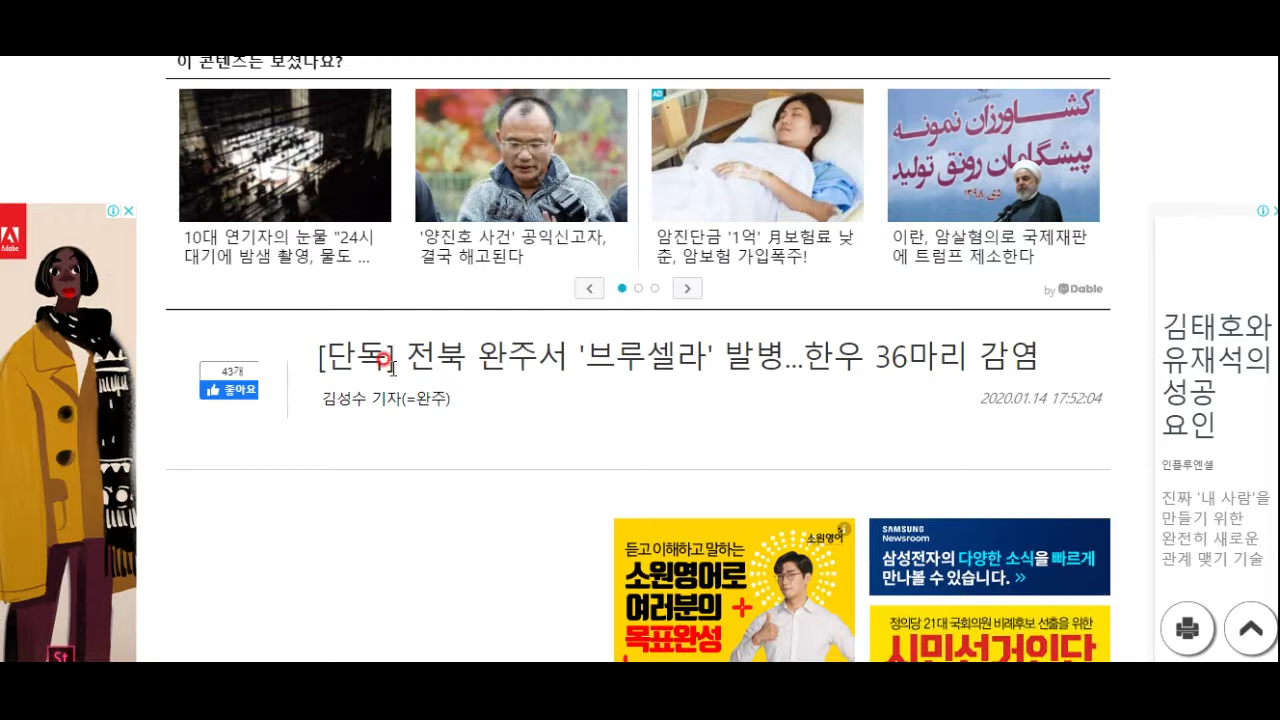 이 콘텐츠는 보셨나요?
AD
كشــاورزان نمونـه
پیشگامان رونق تولید
10대 연기자의 눈물 "24시
대기에 밤샘 촬영, 물도 ...
'양진호 사건' 공익신고자,
결국 해고된다
암진단금 '1억' 月보험료 낮
춘, 암보험 가입폭주!
이란, 암살혐의로 국제재판
에 트럼프 제소한다
by Dable
Adobe
[단독] 전북 완주서 '브루셀라' 발병...한우 36마리 감염
43개
좋아요
김성수 기자(=완주)
2020.01.14 17:52:04
김태호와
유재석의
성공
요인
인플루엔셜
진짜 '내 사람'을
만들기 위한
완전히 새로운
관계 맺기 기술
소원영어
듣고 이해하고 말하는
소원영어로
여러분의
목표완성
SAMSUNG
Newsroom
삼성전자의 다양한 소식을 빠르게
만나볼 수 있습니다. »
정의당 21대 국회의원 비례후보 선출을 위한
시민선거인단
St